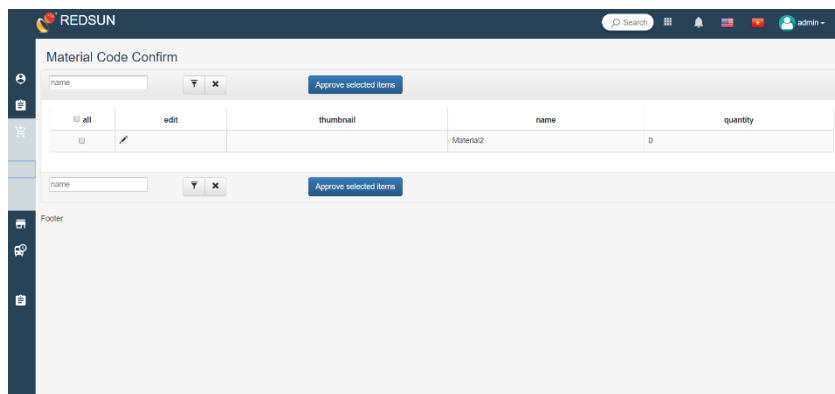 REDSUN
Search
admin
Material Code Confirm
name
Approve selected items
all edit thumbnail name quantity
Material2 0
name
Approve selected items
Footer